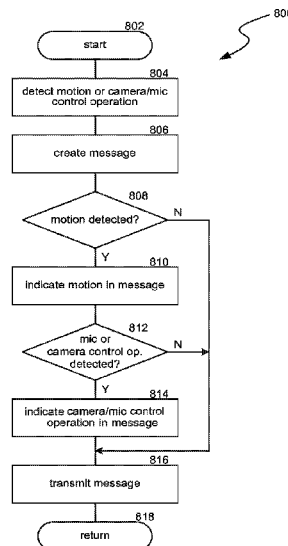 800
802
start
804
detect motion or camera/mic
control operation
806
create message
808
motion detected?
N
Y
810
indicate motion in message
812
mic or
camera control op.
detected?
N
Y
814
indicate camera/mic control
operation in message
816
transmit message
818
return